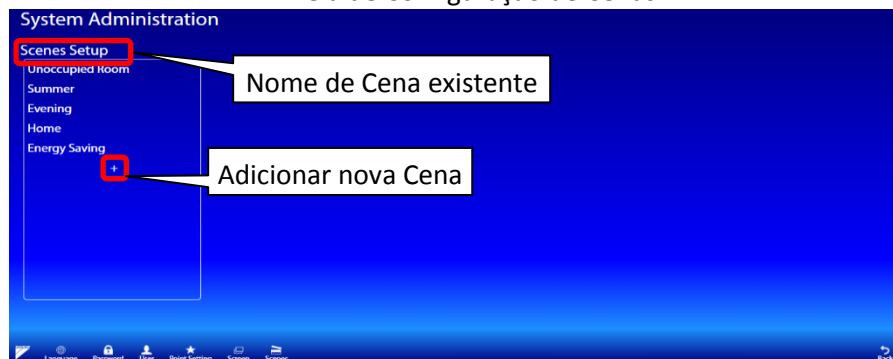 System Administration
Scenes Setup
Unoccupied Room
Nome de Cena existente
Summer
Evening
Home
Energy Saving
+
Adicionar nova Cena
Language Password User Point Setting Screen Scenes Back